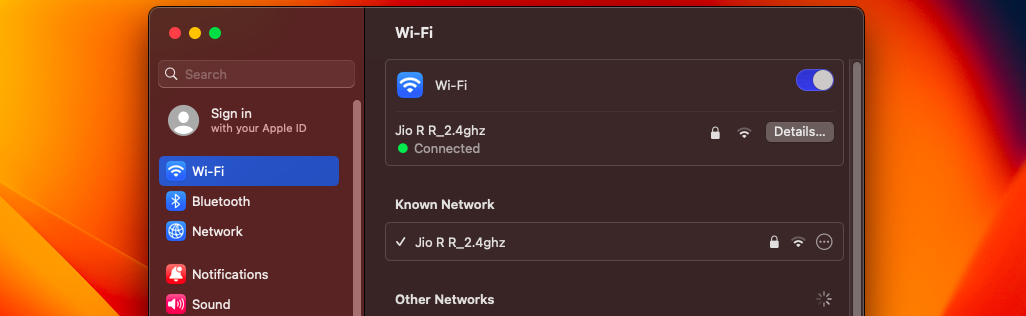 Wi-Fi
Search
Sign in
with your Apple ID
Wi-Fi
Bluetooth
Network
Notifications
Sound
Wi-Fi
Jio R R_2.4ghz
Connected
Details...
Known Network
Jio R R_2.4ghz
Other Networks